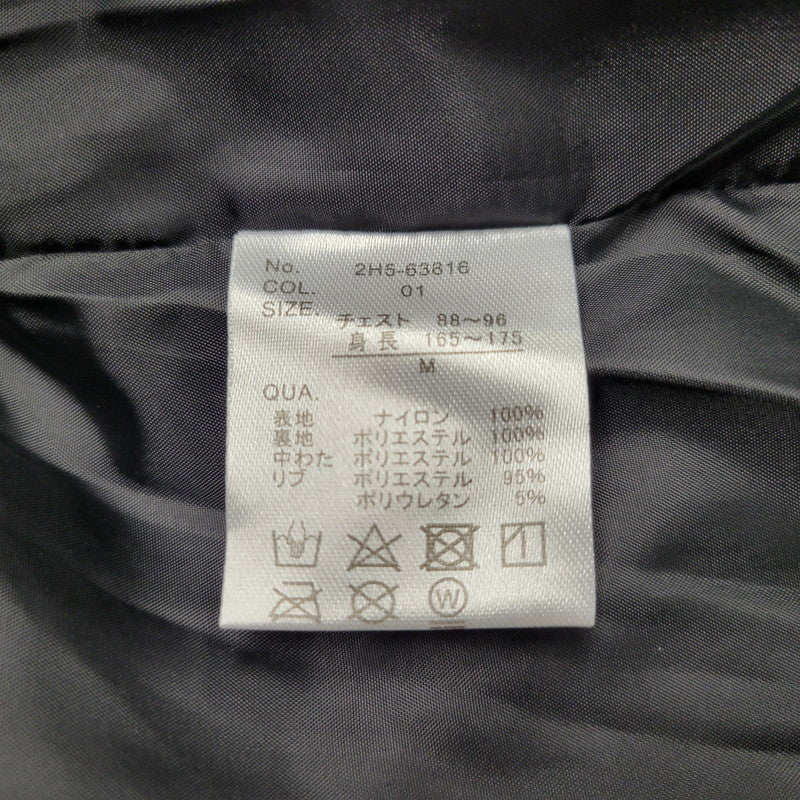 No. 2H5-63816
COL. 01
SIZE. チェスト 88～96
身長 165～175
M
QUA.
表地 ナイロン 100%
裏地 ポリエステル 100%
中わた ポリエステル 100%
リブ ポリエステル 95%
ポリウレタン 5%
W